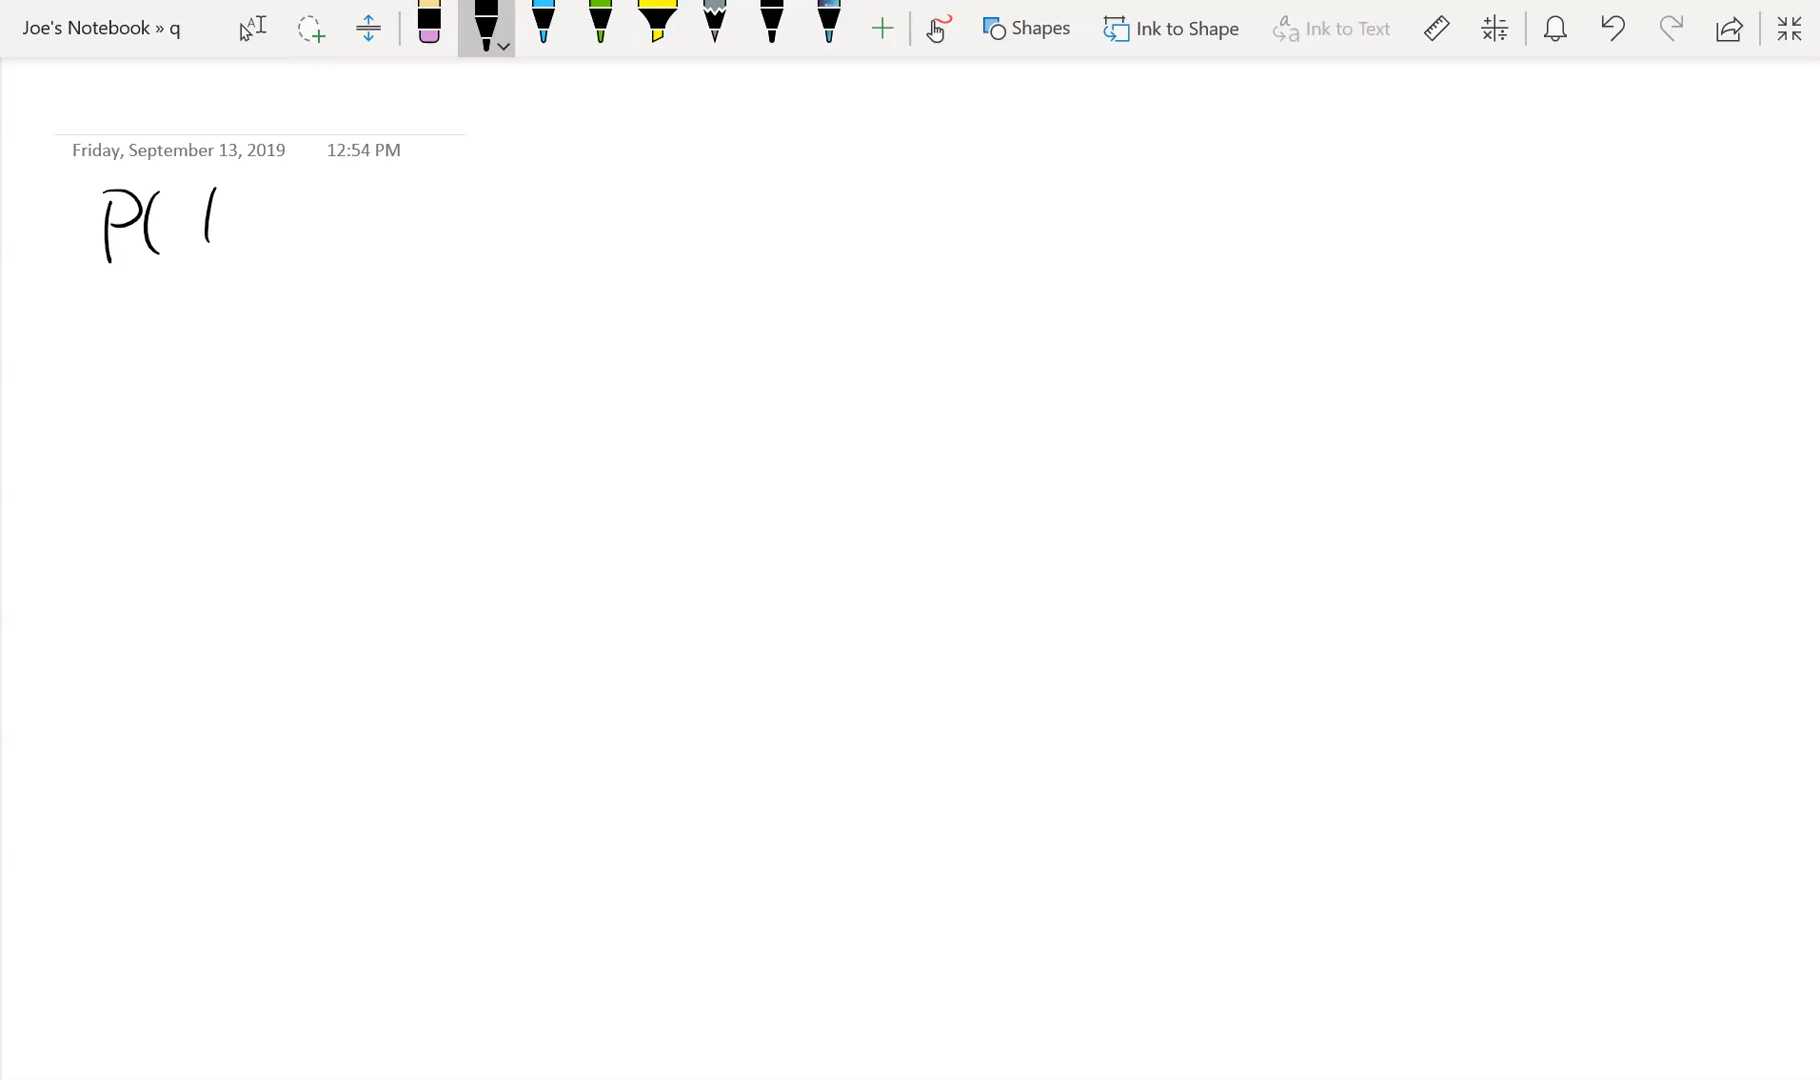 Joe's Notebook » q Shapes Ink to Shape Ink to Text
Friday, September 13, 2019 12:54 PM
P( (